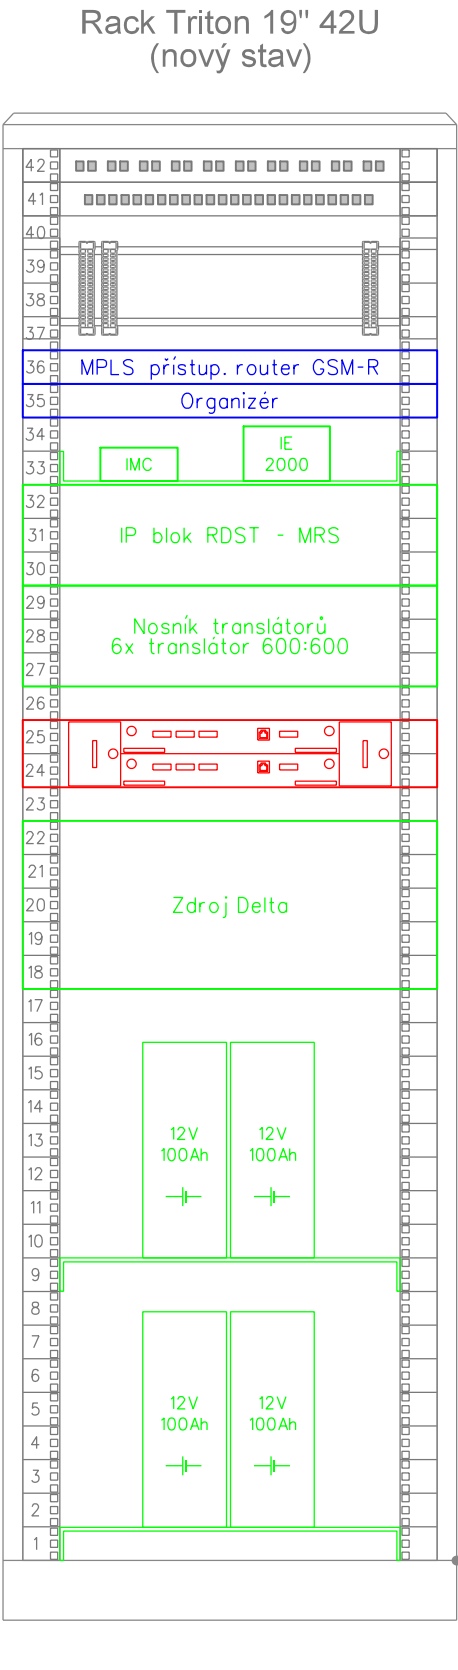 Rack Triton 19" 42U
(nový stav)
42
41
40
39
38
37
36 MPLS přístup. router GSM-R
35 Organizér
34
IE
33 IMC 2000
32
31 IP blok RDST - MRS
30
29
Nosník translátorů
28
6x translátor 600:600
27
26
25
24
23
22
21
20 Zdroj Delta
19
18
17
16
15
14
13
12V 12V
100Ah 100Ah
12
11
10
9
8
7
6
5
12V 12V
100Ah 100Ah
4
3
2
1